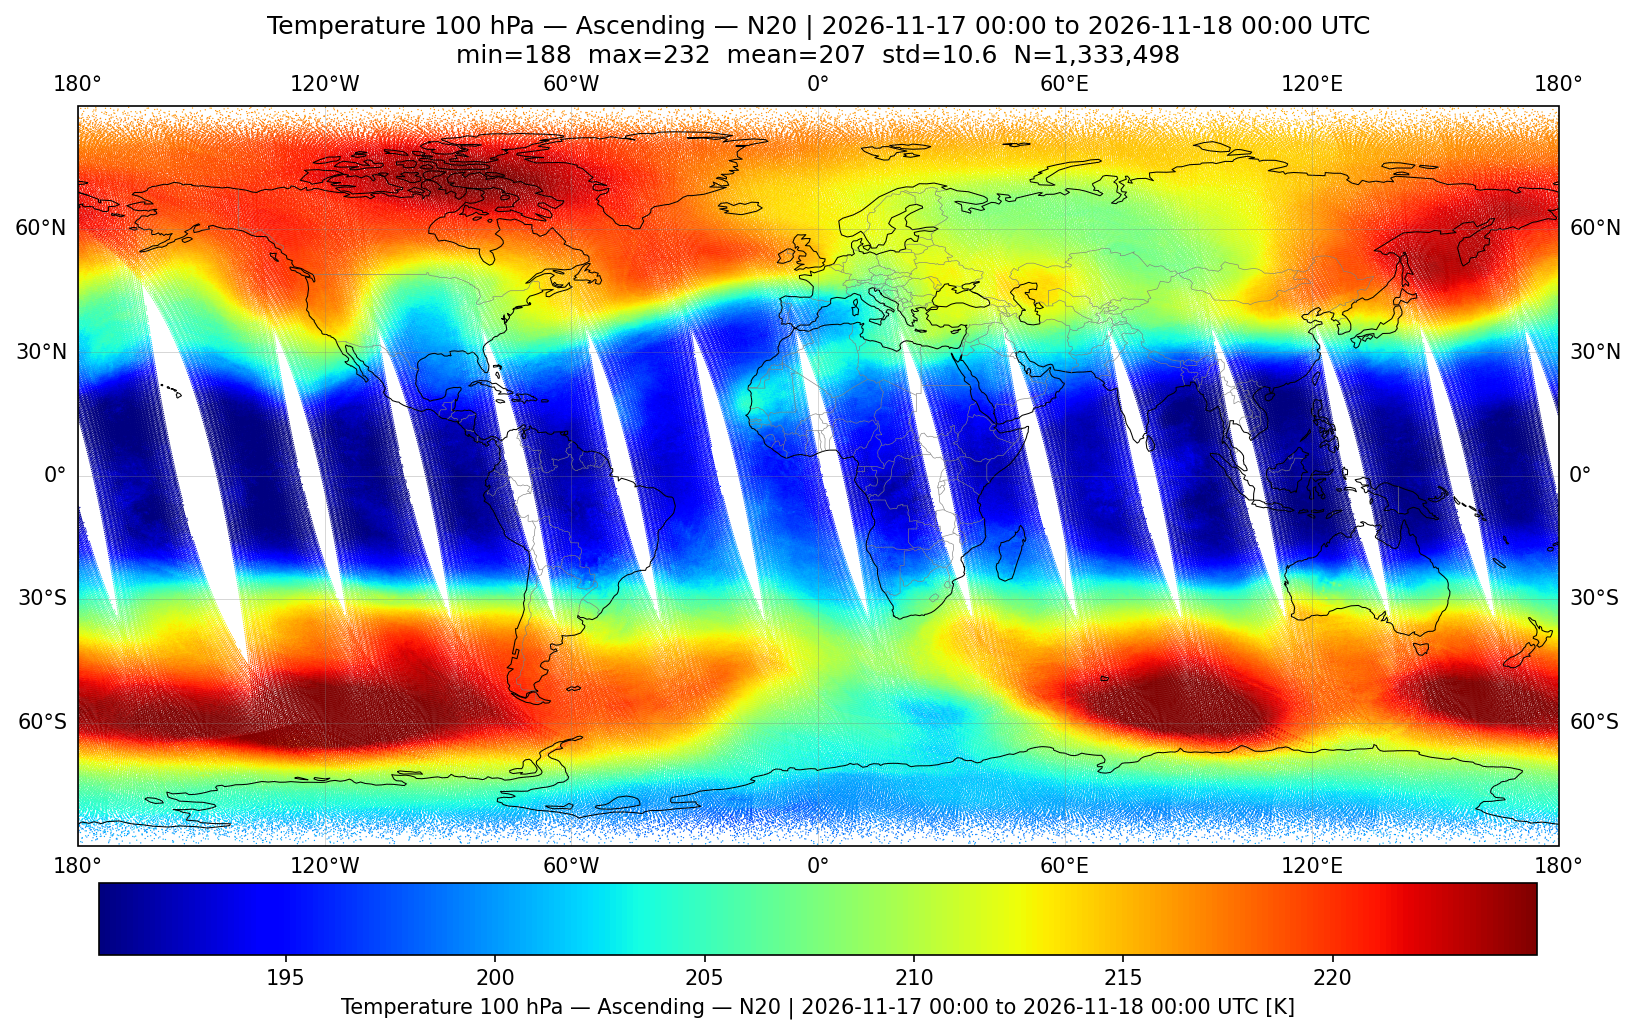 Temperature 100 hPa — Ascending — N20 | 2026-11-17 00:00 to 2026-11-18 00:00 UTC
min=188  max=232  mean=207  std=10.6  N=1,333,498
180° 120°W 60°W 0° 60°E 120°E 180°
60°N 60°N
30°N 30°N
0° 0°
30°S 30°S
60°S 60°S
180° 120°W 60°W 0° 60°E 120°E 180°
195 200 205 210 215 220
Temperature 100 hPa — Ascending — N20 | 2026-11-17 00:00 to 2026-11-18 00:00 UTC [K]